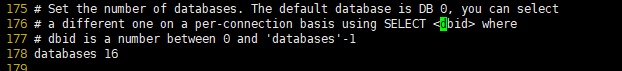 175 # Set the number of databases. The default database is DB 0, you can select
176 # a different one on a per-connection basis using SELECT <dbid> where
177 # dbid is a number between 0 and 'databases'-1
178 databases 16
179